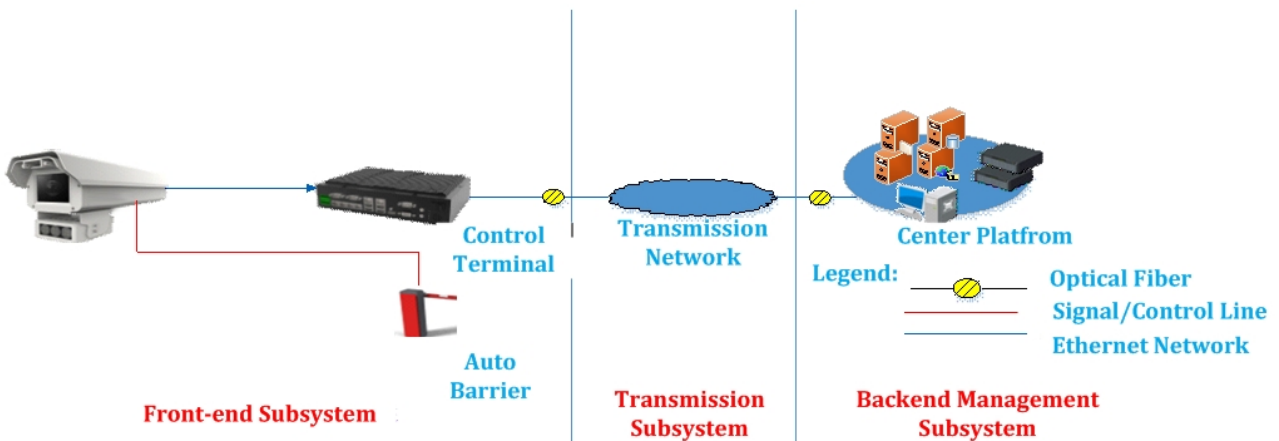 Control
Terminal
Transmission
Network
Center Platfrom
Legend:
Optical Fiber
Signal/Control Line
Ethernet Network
Auto
Barrier
Front-end Subsystem
Transmission
Subsystem
Backend Management
Subsystem